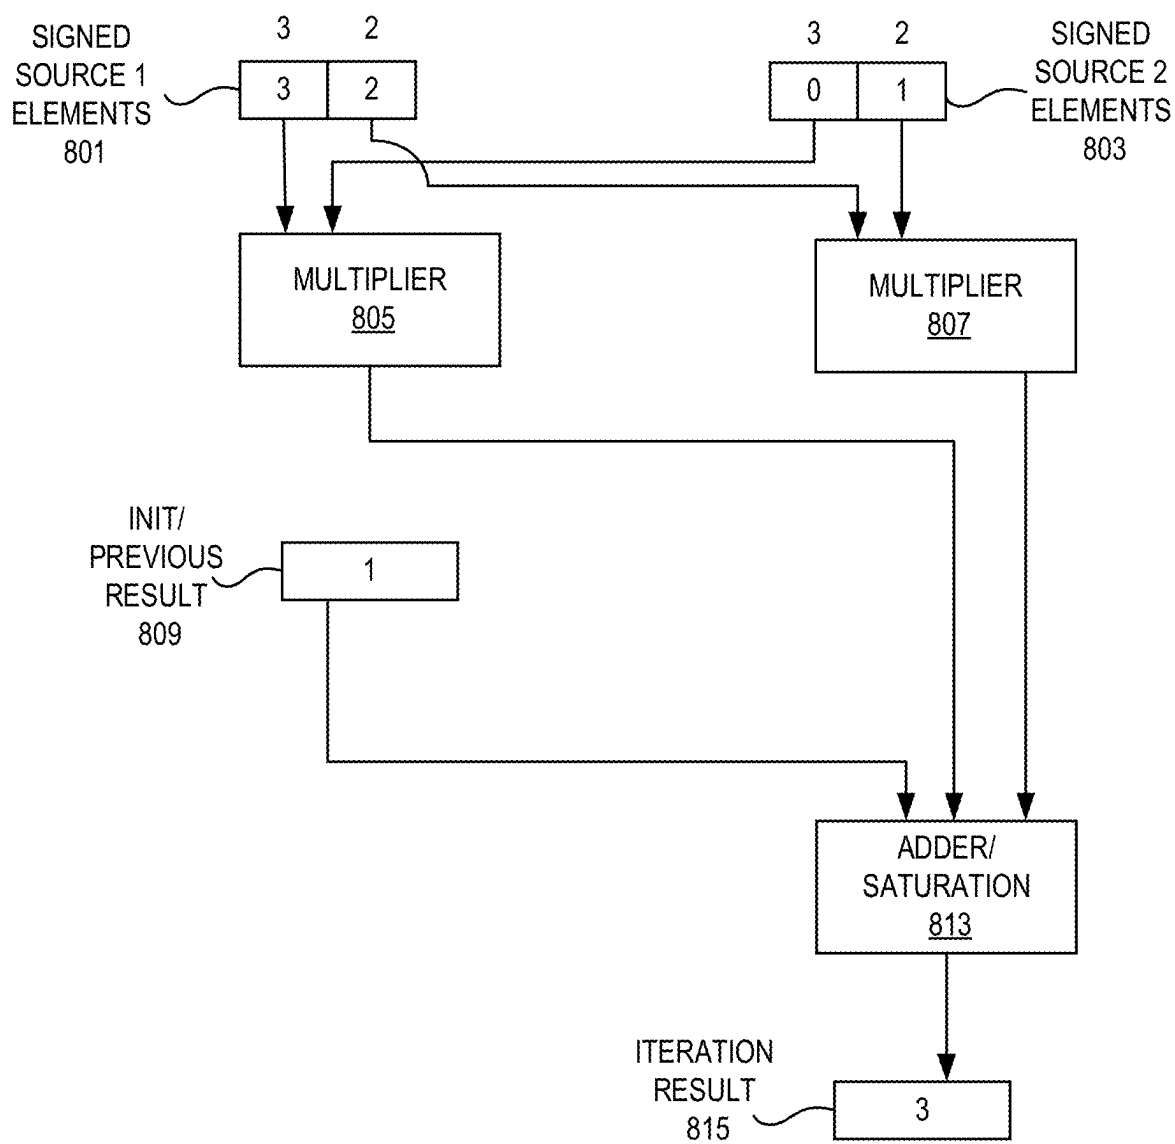 SIGNED
SOURCE 1
ELEMENTS
801
3 2
3 2
3 2
0 1
SIGNED
SOURCE 2
ELEMENTS
803
MULTIPLIER
805
MULTIPLIER
807
INIT/
PREVIOUS
RESULT
809
1
ADDER/
SATURATION
813
ITERATION
RESULT
815
3